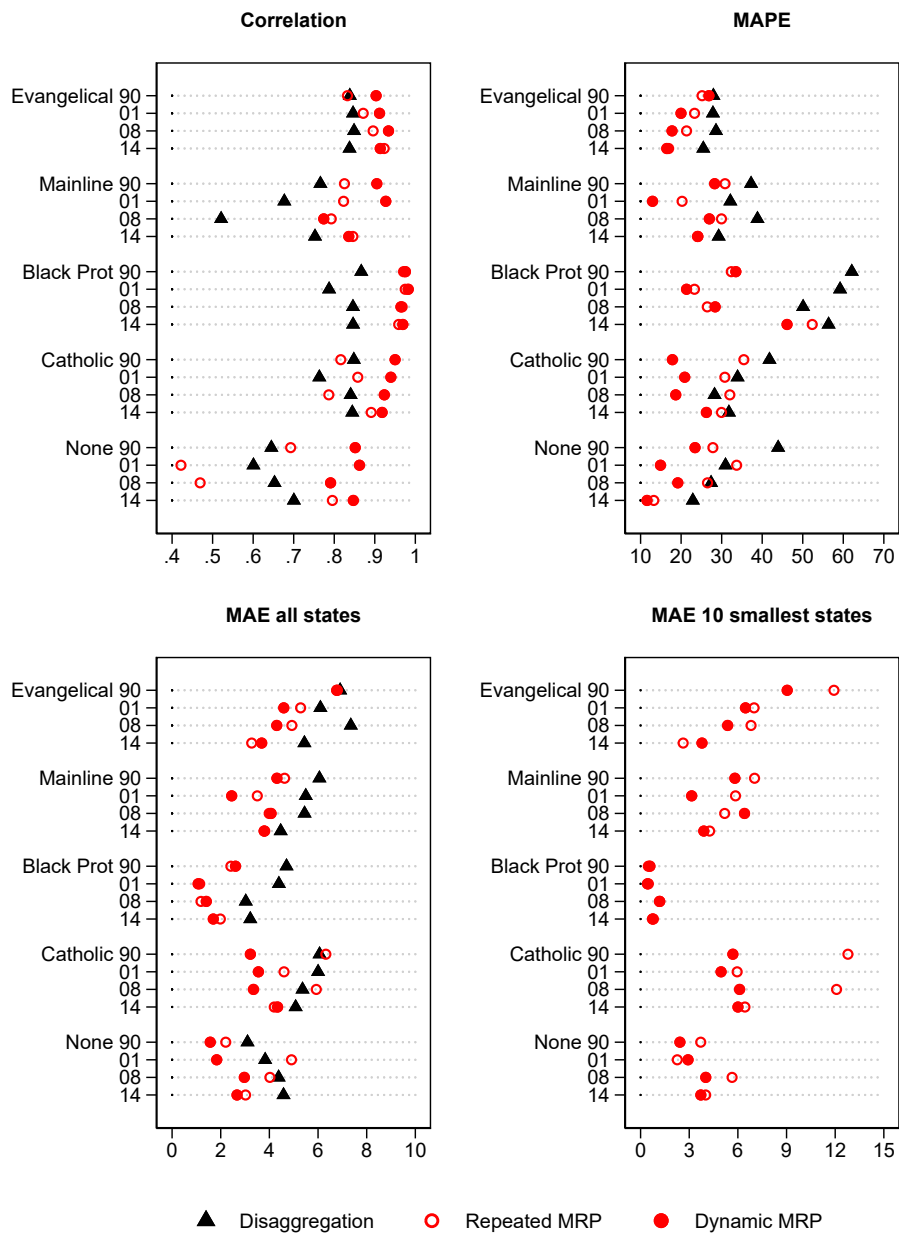 Correlation
Evangelical 90
01
08
14
Mainline 90
01
08
14
Black Prot 90
01
08
14
Catholic 90
01
08
14
None 90
01
08
14
.4 .5 .6 .7 .8 .9 1
MAPE
Evangelical 90
01
08
14
Mainline 90
01
08
14
Black Prot 90
01
08
14
Catholic 90
01
08
14
None 90
01
08
14
10 20 30 40 50 60 70
MAE all states
Evangelical 90
01
08
14
Mainline 90
01
08
14
Black Prot 90
01
08
14
Catholic 90
01
08
14
None 90
01
08
14
0 2 4 6 8 10
MAE 10 smallest states
Evangelical 90
01
08
14
Mainline 90
01
08
14
Black Prot 90
01
08
14
Catholic 90
01
08
14
None 90
01
08
14
0 3 6 9 12 15
Disaggregation Repeated MRP Dynamic MRP